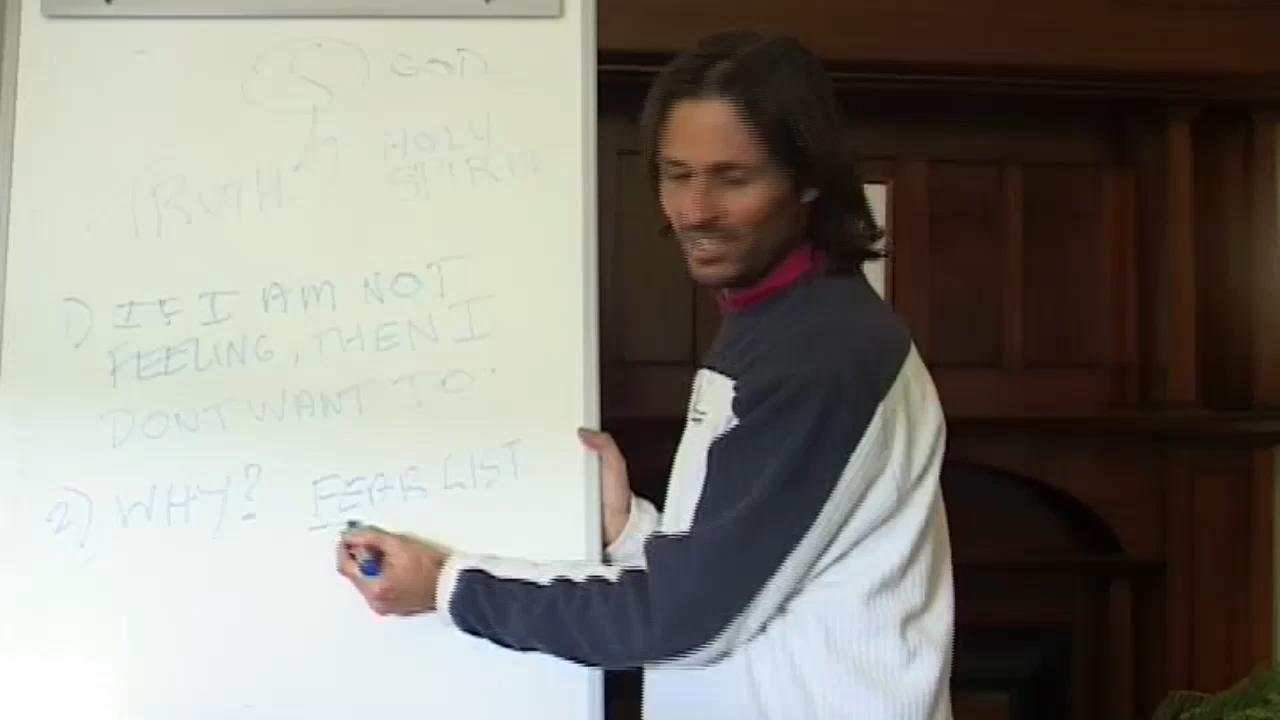 GOD
HOLY
SPIRIT
TRUTH
1) IF I AM NOT
FEELING, THEN I
DONT WANT TO
2) WHY? FEAR LIST